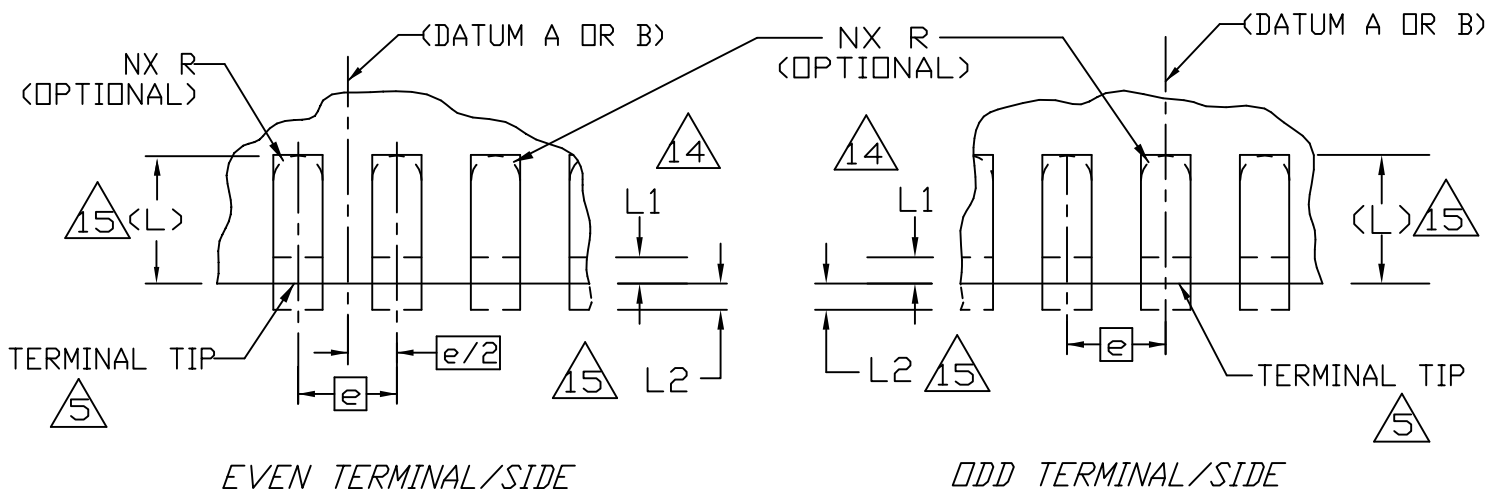 (DATUM A OR B)
NX R
(OPTIONAL)
14
L1
15
(L)
TERMINAL TIP
5
e/2
e
15
L2
EVEN TERMINAL/SIDE
NX R
(OPTIONAL)
(DATUM A OR B)
14
L1
(L)
15
L2
15
e
TERMINAL TIP
5
ODD TERMINAL/SIDE